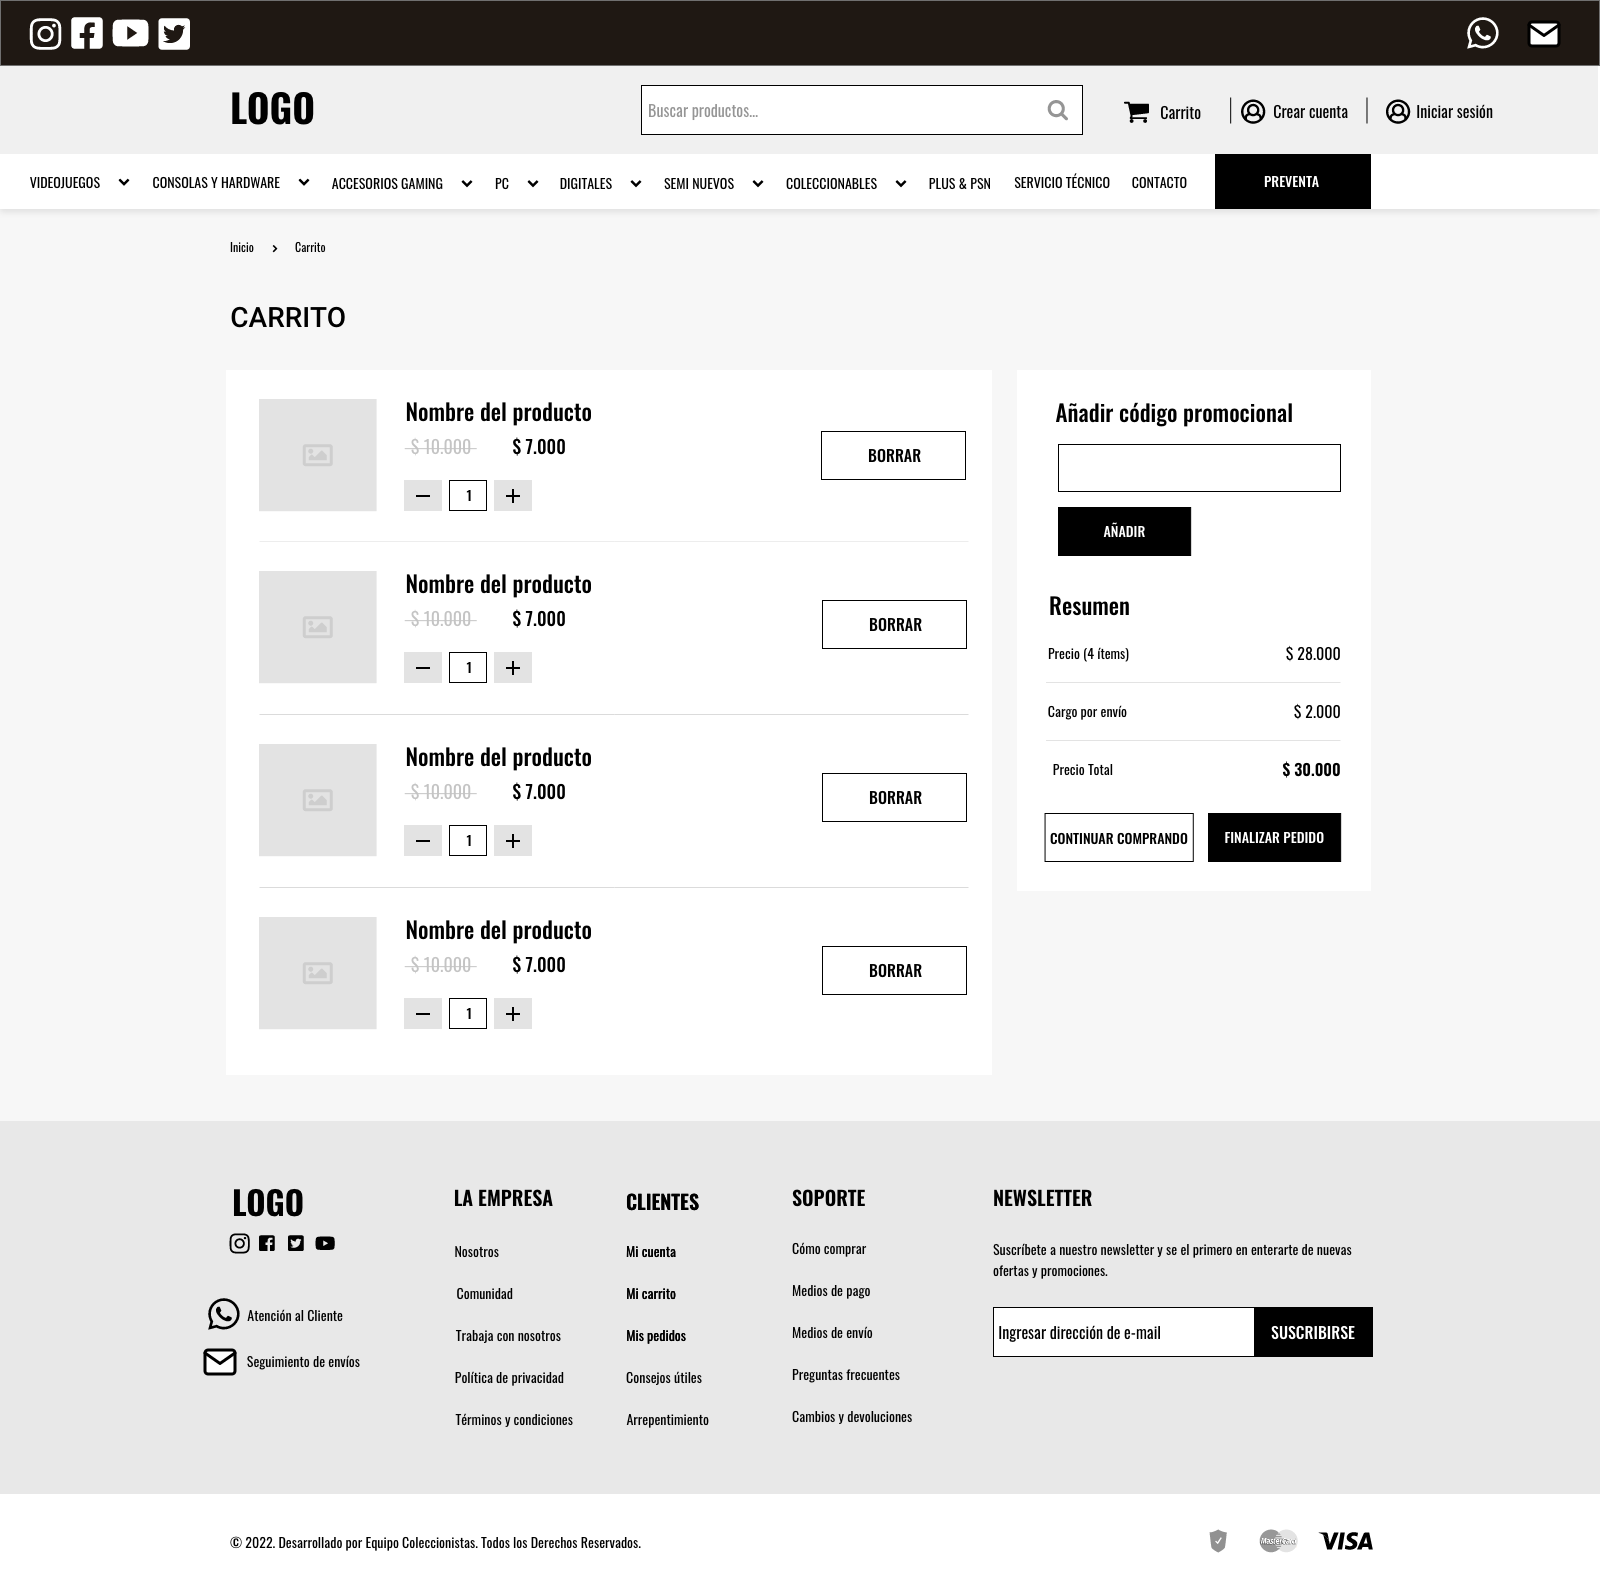 LOGO
Buscar productos...
Carrito
Crear cuenta
Iniciar sesión
VIDEOJUEGOS
CONSOLAS Y HARDWARE
ACCESORIOS GAMING
PC
DIGITALES
SEMI NUEVOS
COLECCIONABLES
PLUS & PSN
SERVICIO TÉCNICO
CONTACTO
PREVENTA
Inicio
Carrito
CARRITO
Nombre del producto
$ 10.000 $ 7.000
BORRAR
1
Nombre del producto
$ 10.000 $ 7.000
BORRAR
1
Nombre del producto
$ 10.000 $ 7.000
BORRAR
1
Nombre del producto
$ 10.000 $ 7.000
BORRAR
1
Añadir código promocional
AÑADIR
Resumen
Precio (4 ítems) $ 28.000
Cargo por envío $ 2.000
Precio Total $ 30.000
CONTINUAR COMPRANDO
FINALIZAR PEDIDO
LOGO
Atención al Cliente
Seguimiento de envíos
LA EMPRESA
Nosotros
Comunidad
Trabaja con nosotros
Política de privacidad
Términos y condiciones
CLIENTES
Mi cuenta
Mi carrito
Mis pedidos
Consejos útiles
Arrepentimiento
SOPORTE
Cómo comprar
Medios de pago
Medios de envío
Preguntas frecuentes
Cambios y devoluciones
NEWSLETTER
Suscríbete a nuestro newsletter y se el primero en enterarte de nuevas
ofertas y promociones.
Ingresar dirección de e-mail
SUSCRIBIRSE
© 2022. Desarrollado por Equipo Coleccionistas. Todos los Derechos Reservados.
MasterCard
VISA